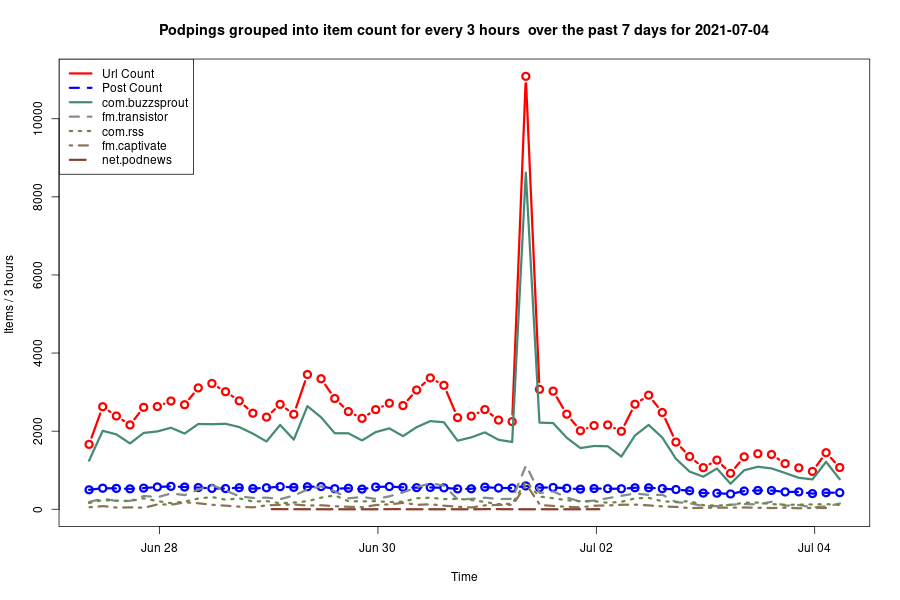 Podpings grouped into item count for every 3 hours  over the past 7 days for 2021-07-04
Url Count
Post Count
com.buzzsprout
fm.transistor
com.rss
fm.captivate
net.podnews
10000
8000
6000
4000
2000
0
Items / 3 hours
Jun 28
Jun 30
Jul 02
Jul 04
Time